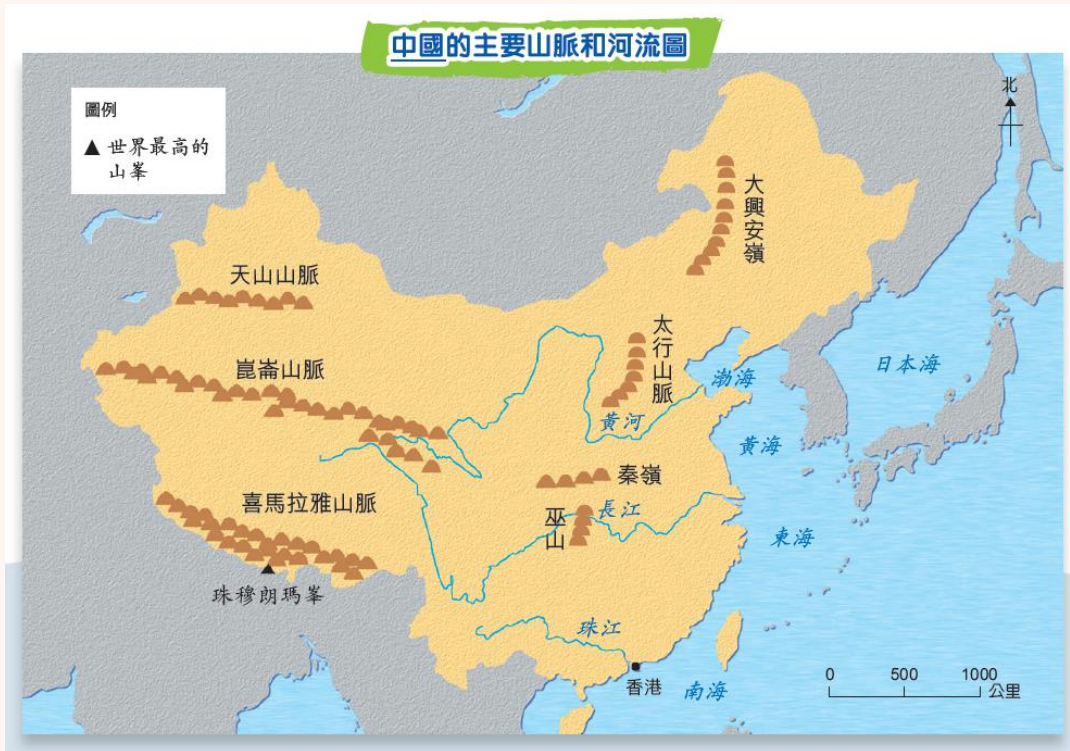 中國的主要山脈和河流圖
圖例
▲ 世界最高的
山峯
北
大興安嶺
天山山脈
太行山脈
崑崙山脈
渤海
日本海
黃河
黃海
秦嶺
喜馬拉雅山脈
長江
巫山
東海
珠穆朗瑪峯
珠江
香港
南海
0 500 1000
公里